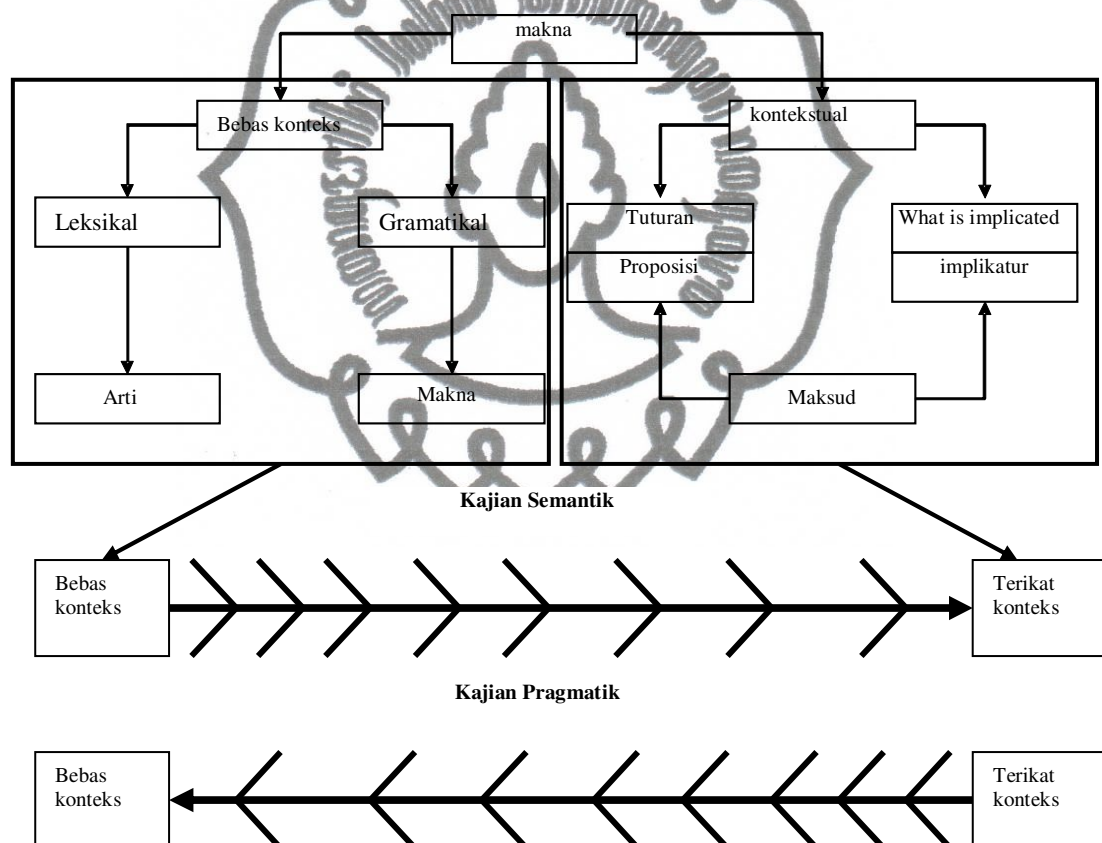 makna
Bebas konteks
kontekstual
Leksikal
Gramatikal
Tuturan
Proposisi
What is implicated
implikatur
Arti
Makna
Maksud
Kajian Semantik
Bebas
konteks
Terikat
konteks
Kajian Pragmatik
Bebas
konteks
Terikat
konteks